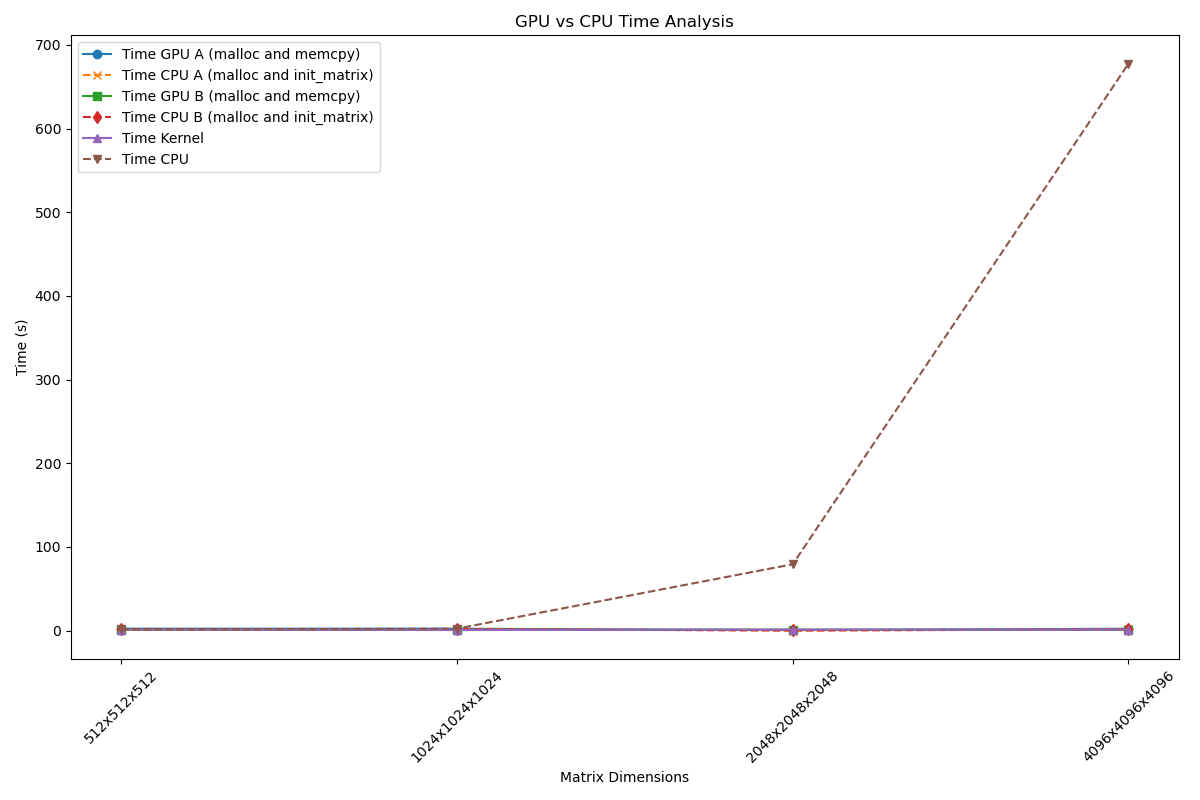 GPU vs CPU Time Analysis
Time GPU A (malloc and memcpy)
Time CPU A (malloc and init_matrix)
Time GPU B (malloc and memcpy)
Time CPU B (malloc and init_matrix)
Time Kernel
Time CPU
Time (s)
700
600
500
400
300
200
100
0
512x512x512
1024x1024x1024
2048x2048x2048
4096x4096x4096
Matrix Dimensions